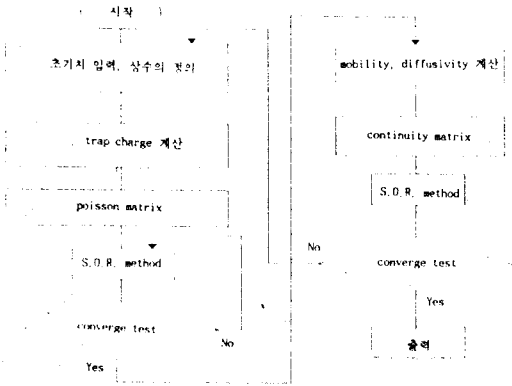 시작
초기치 입력, 상수의 정의
trap charge 계산
poisson matrix
S.O.R. method
converge test
No
Yes
mobility, diffusivity 계산
continuity matrix
S.O.R. method
No
converge test
Yes
출력